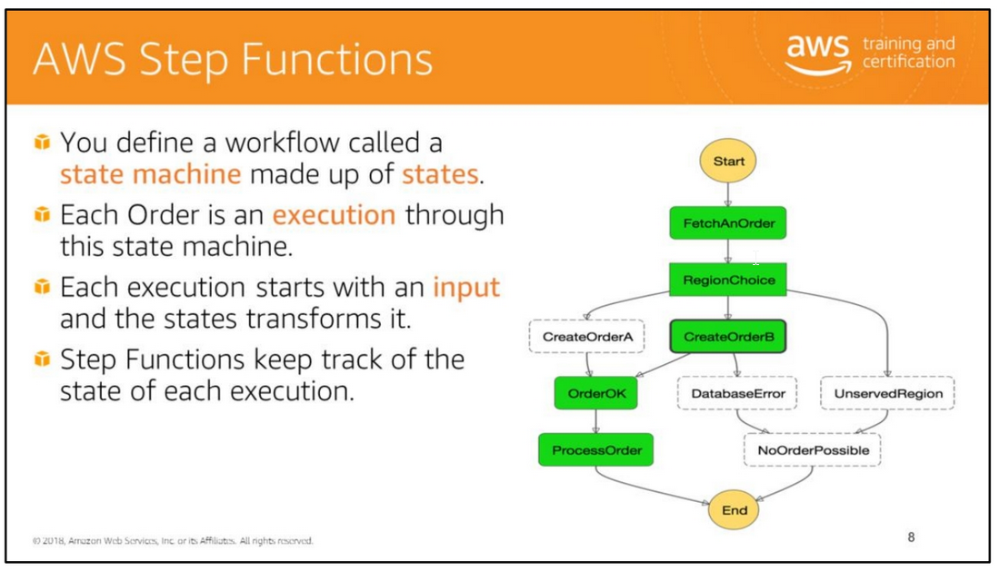 AWS Step Functions
aws training and
certification
You define a workflow called a
state machine made up of states.
Each Order is an execution through
this state machine.
Each execution starts with an input
and the states transforms it.
Step Functions keep track of the
state of each execution.
Start
FetchAnOrder
RegionChoice
CreateOrderA
CreateOrderB
OrderOK
DatabaseError
UnservedRegion
ProcessOrder
NoOrderPossible
End
© 2018, Amazon Web Services, Inc. or its Affiliates. All rights reserved.
8